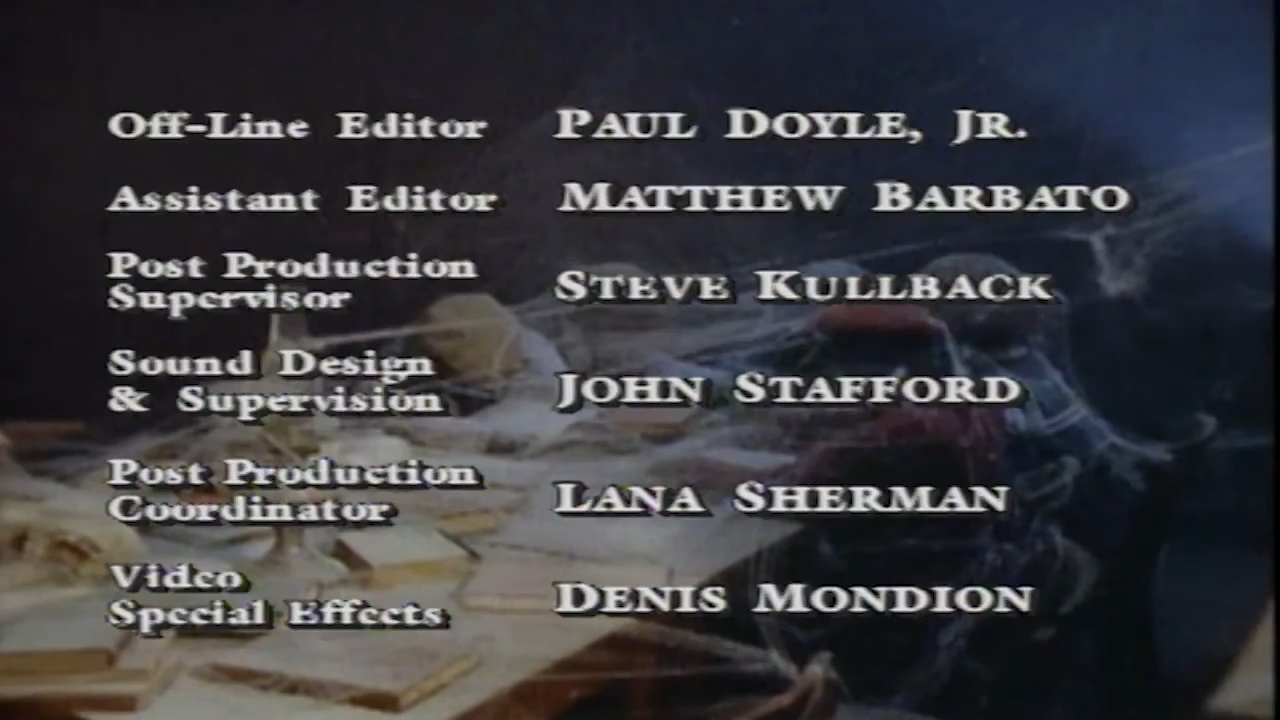 Off-Line Editor PAUL DOYLE, JR.
Assistant Editor MATTHEW BARBATO
Post Production
Supervisor STEVE KULLBACK
Sound Design
& Supervision JOHN STAFFORD
Post Production
Coordinator LANA SHERMAN
Video
Special Effects DENIS MONDION